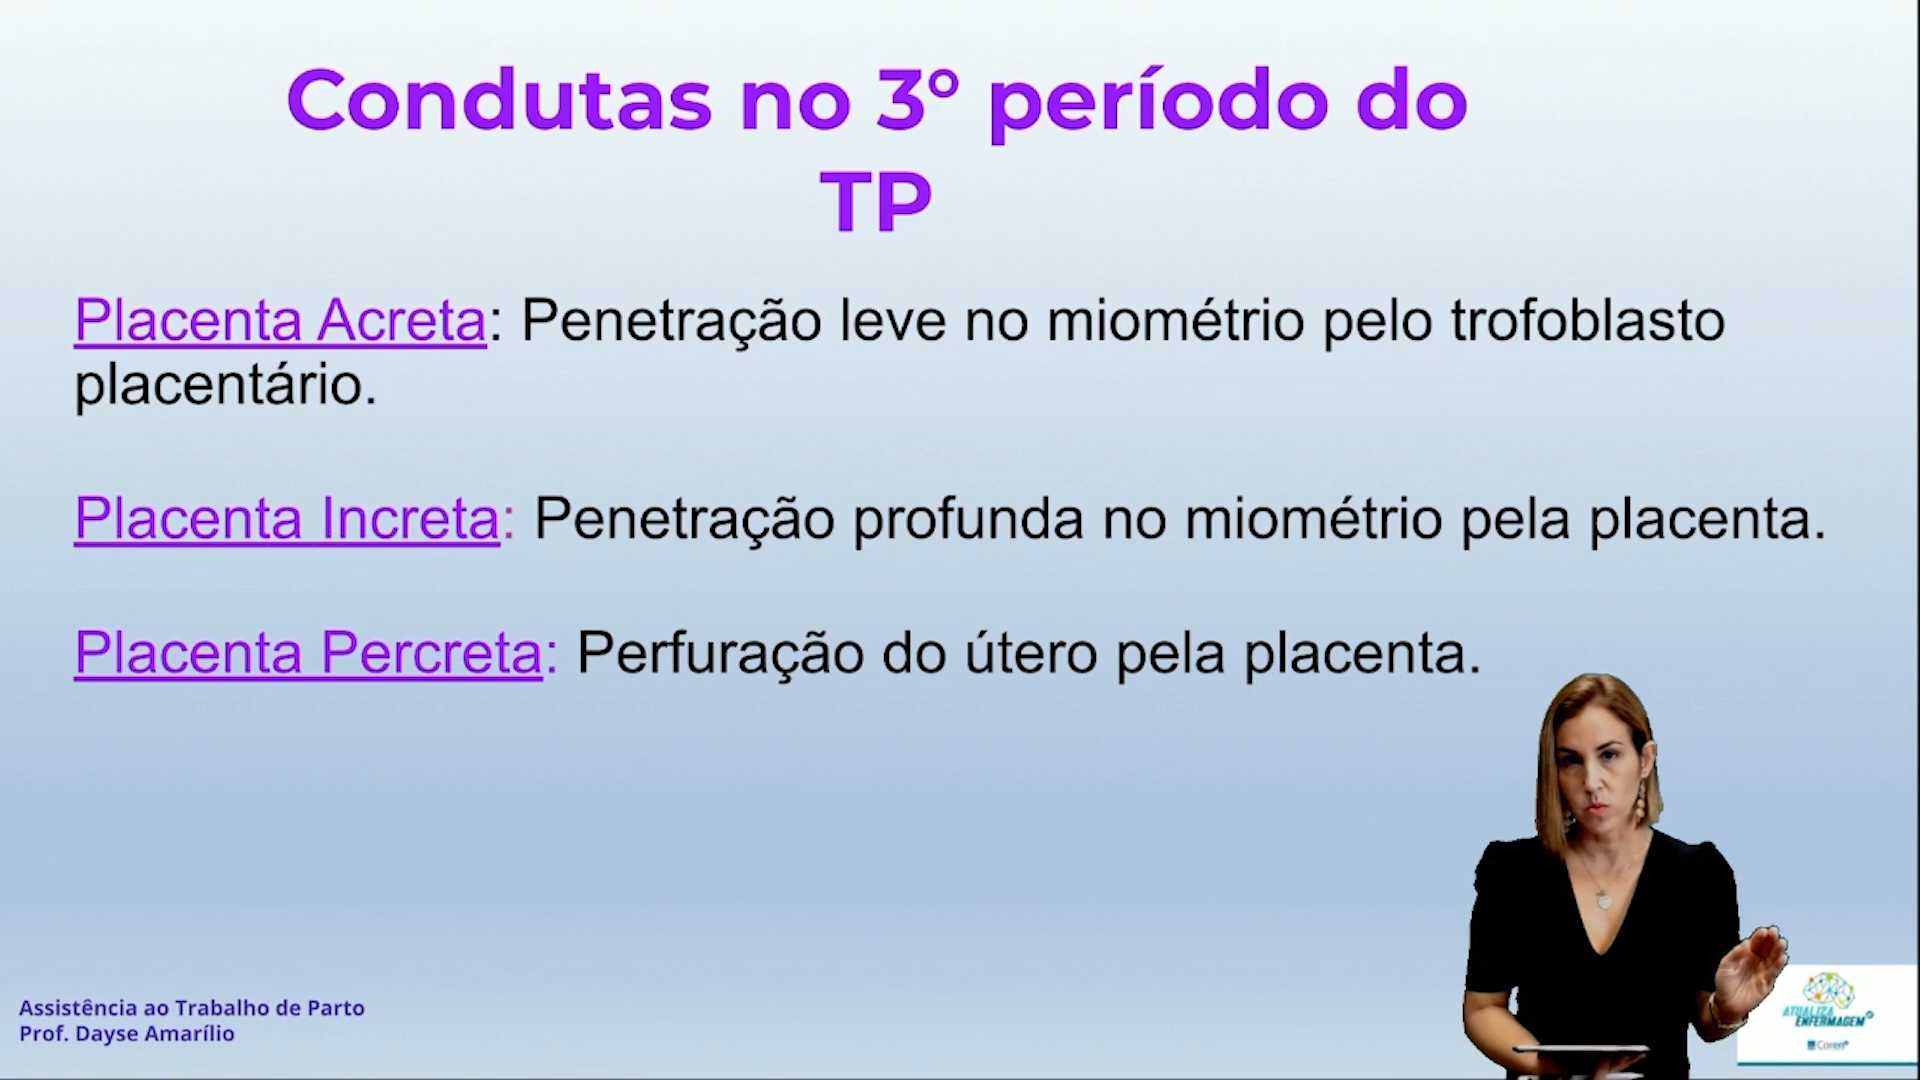 Condutas no 3º período do
TP
Placenta Acreta: Penetração leve no miométrio pelo trofoblasto
placentário.
Placenta Increta: Penetração profunda no miométrio pela placenta.
Placenta Percreta: Perfuração do útero pela placenta.
Assistência ao Trabalho de Parto
Prof. Dayse Amarílio
ATUALIZA
ENFERMAGEM
Coren